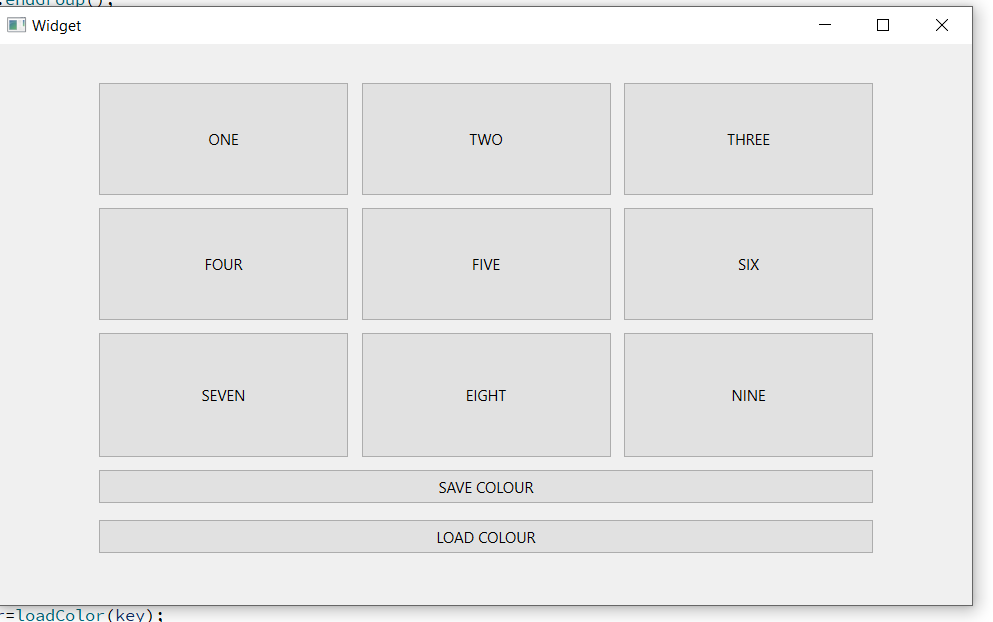 .endGroup();
Widget
ONE TWO THREE
FOUR FIVE SIX
SEVEN EIGHT NINE
SAVE COLOUR
LOAD COLOUR
r=loadColor(key);